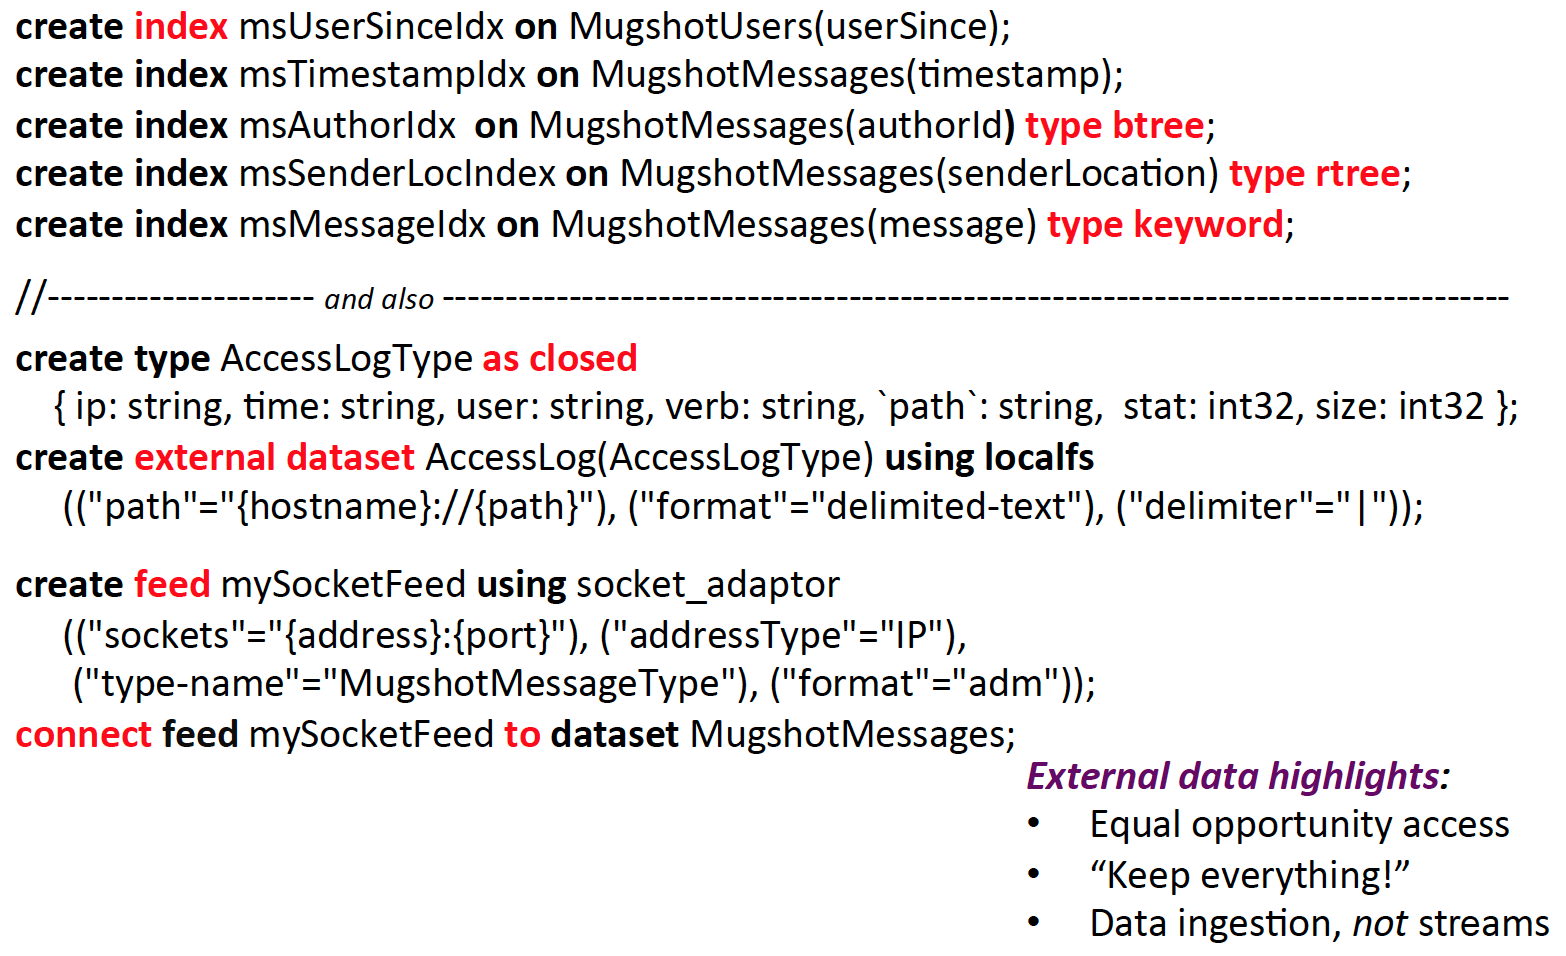 create index msUserSinceIdx on MugshotUsers(userSince);
create index msTimestampIdx on MugshotMessages(timestamp);
create index msAuthorIdx  on MugshotMessages(authorId) type btree;
create index msSenderLocIndex on MugshotMessages(senderLocation) type rtree;
create index msMessageIdx on MugshotMessages(message) type keyword;
//--------------------- and also ------------------------------------------------------------------------------------
create type AccessLogType as closed
{ ip: string, time: string, user: string, verb: string, `path`: string,  stat: int32, size: int32 };
create external dataset AccessLog(AccessLogType) using localfs
(("path"="{hostname}://{path}"), ("format"="delimited-text"), ("delimiter"="|"));
create feed mySocketFeed using socket_adaptor
(("sockets"="{address}:{port}"), ("addressType"="IP"),
("type-name"="MugshotMessageType"), ("format"="adm"));
connect feed mySocketFeed to dataset MugshotMessages;
External data highlights:
• Equal opportunity access
• “Keep everything!”
• Data ingestion, not streams